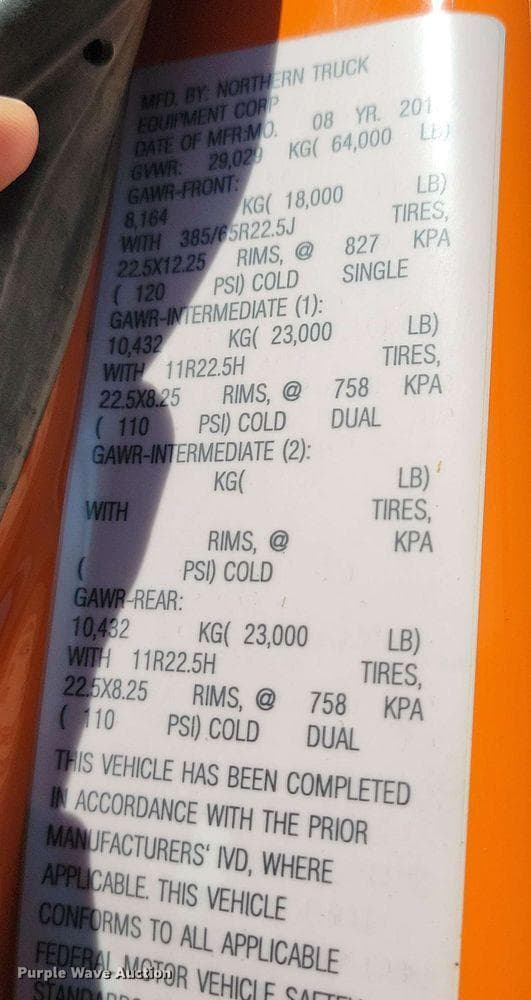 MFD. BY: NORTHERN TRUCK
EQUIPMENT CORP
DATE OF MFR:MO. 08 YR. 201
GVWR: 29,029 KG( 64,000 LB)
GAWR-FRONT:
8,164 KG( 18,000 LB)
WITH 385/65R22.5J TIRES,
22.5X12.25 RIMS, @ 827 KPA
( 120 PSI) COLD SINGLE
GAWR-INTERMEDIATE (1):
10,432 KG( 23,000 LB)
WITH 11R22.5H TIRES,
22.5X8.25 RIMS, @ 758 KPA
( 110 PSI) COLD DUAL
GAWR-INTERMEDIATE (2):
KG( LB)
WITH TIRES,
RIMS, @ KPA
( PSI) COLD
GAWR-REAR:
10,432 KG( 23,000 LB)
WITH 11R22.5H TIRES,
22.5X8.25 RIMS, @ 758 KPA
( 110 PSI) COLD DUAL
THIS VEHICLE HAS BEEN COMPLETED
IN ACCORDANCE WITH THE PRIOR
MANUFACTURERS' IVD, WHERE
APPLICABLE. THIS VEHICLE
CONFORMS TO ALL APPLICABLE
FEDERAL MOTOR VEHICLE
Purple Wave Auction